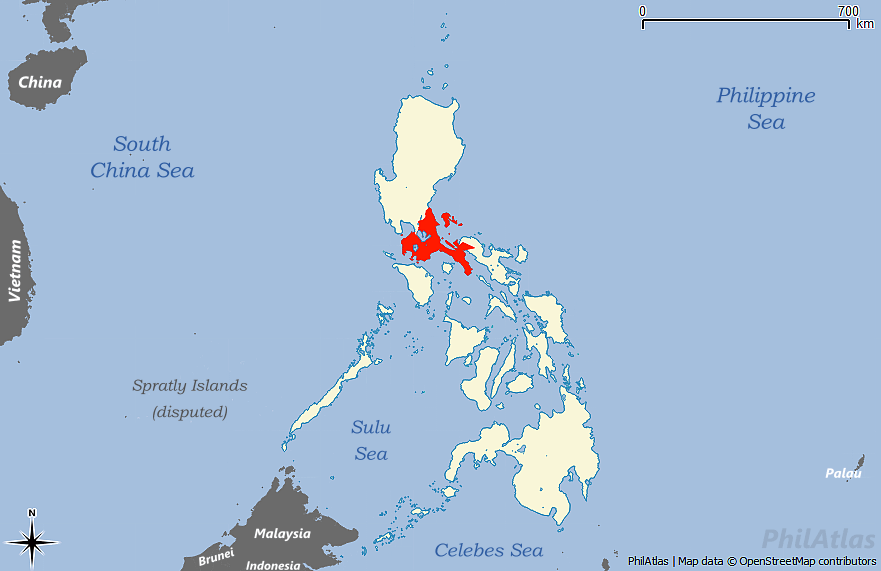 0 700
km
China
Philippine
Sea
South
China Sea
Vietnam
Spratly Islands
(disputed)
Sulu
Sea
Palau
N
Malaysia
Brunei
Indonesia
Celebes Sea
PhilAtlas
PhilAtlas | Map data © OpenStreetMap contributors